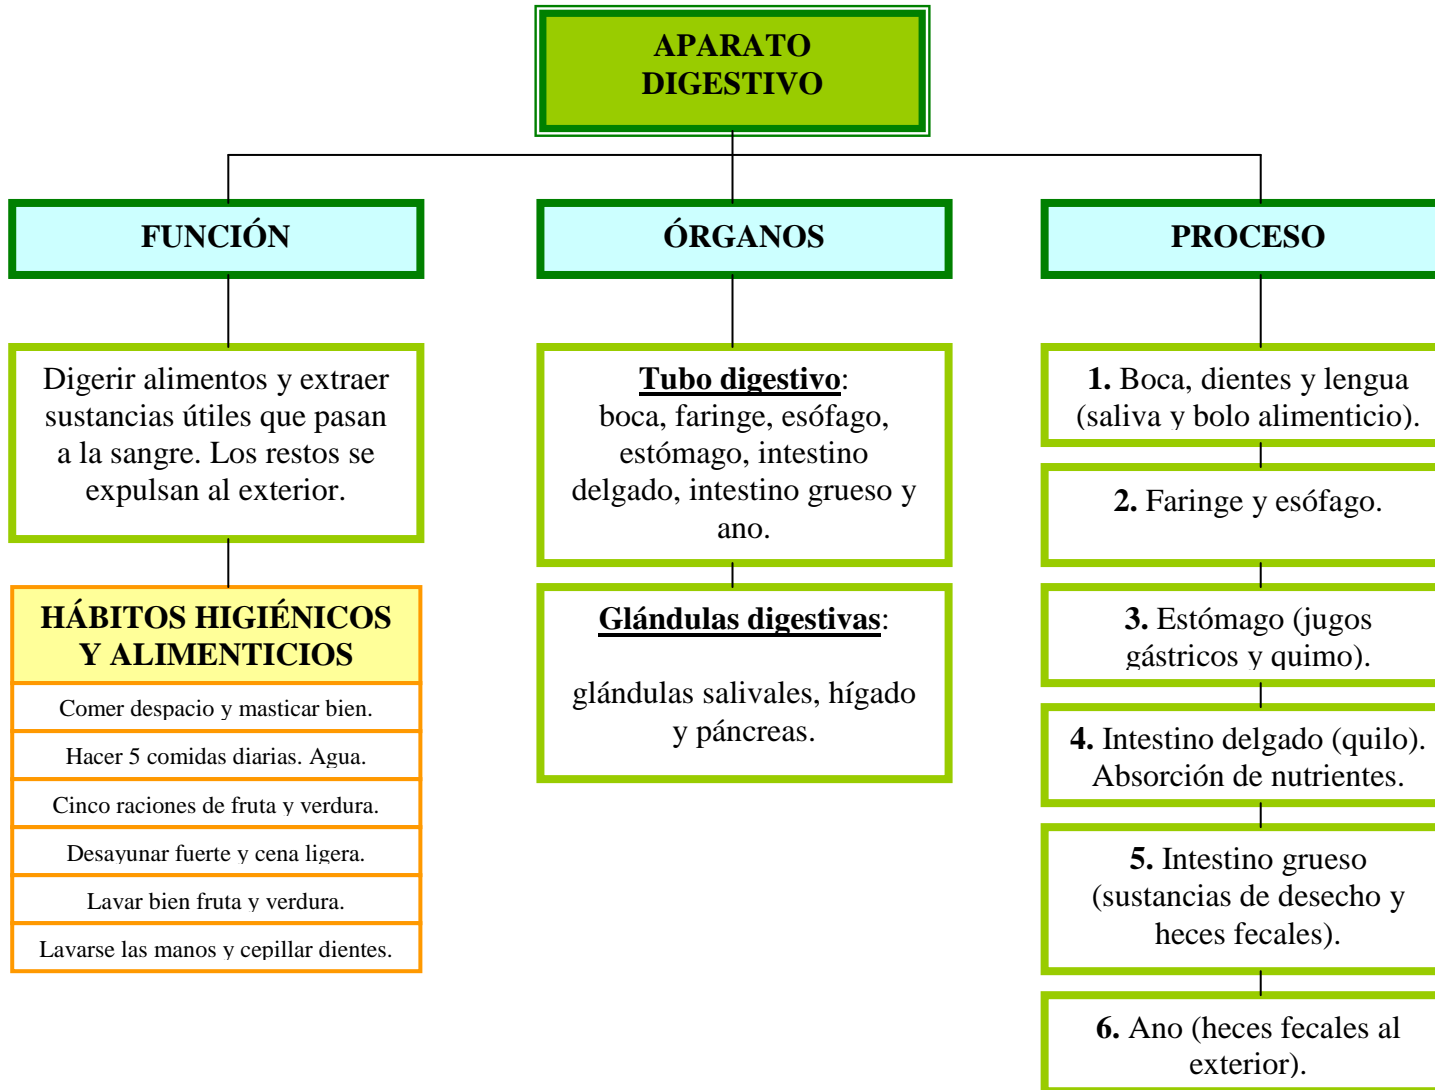 APARATO
DIGESTIVO
FUNCIÓN
Digerir alimentos y extraer
sustancias útiles que pasan
a la sangre. Los restos se
expulsan al exterior.
HÁBITOS HIGIÉNICOS
Y ALIMENTICIOS
Comer despacio y masticar bien.
Hacer 5 comidas diarias. Agua.
Cinco raciones de fruta y verdura.
Desayunar fuerte y cena ligera.
Lavar bien fruta y verdura.
Lavarse las manos y cepillar dientes.
ÓRGANOS
Tubo digestivo:
boca, faringe, esófago,
estómago, intestino
delgado, intestino grueso y
ano.
Glándulas digestivas:
glándulas salivales, hígado
y páncreas.
PROCESO
1. Boca, dientes y lengua
(saliva y bolo alimenticio).
2. Faringe y esófago.
3. Estómago (jugos
gástricos y quimo).
4. Intestino delgado (quilo).
Absorción de nutrientes.
5. Intestino grueso
(sustancias de desecho y
heces fecales).
6. Ano (heces fecales al
exterior).